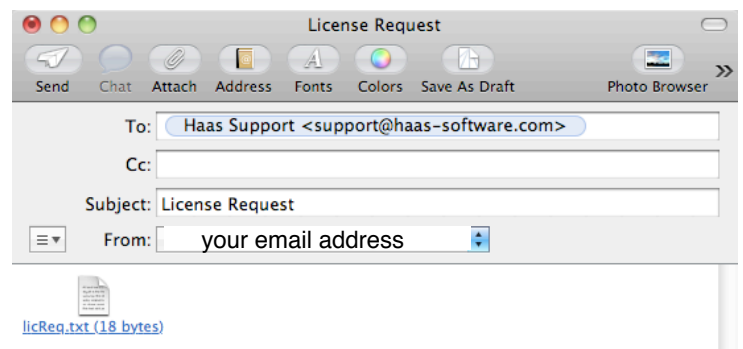 License Request
Send Chat Attach Address Fonts Colors Save As Draft Photo Browser »
To: Haas Support <support@haas-software.com>
Cc:
Subject: License Request
From: your email address
licReq.txt (18 bytes)